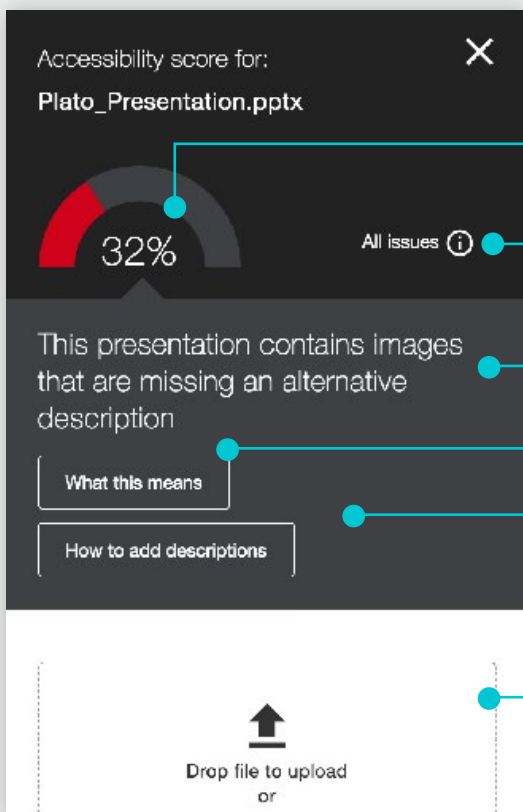 Accessibility score for:
Plato_Presentation.pptx
32%
All issues
This presentation contains images
that are missing an alternative
description
What this means
How to add descriptions
Drop file to upload
or